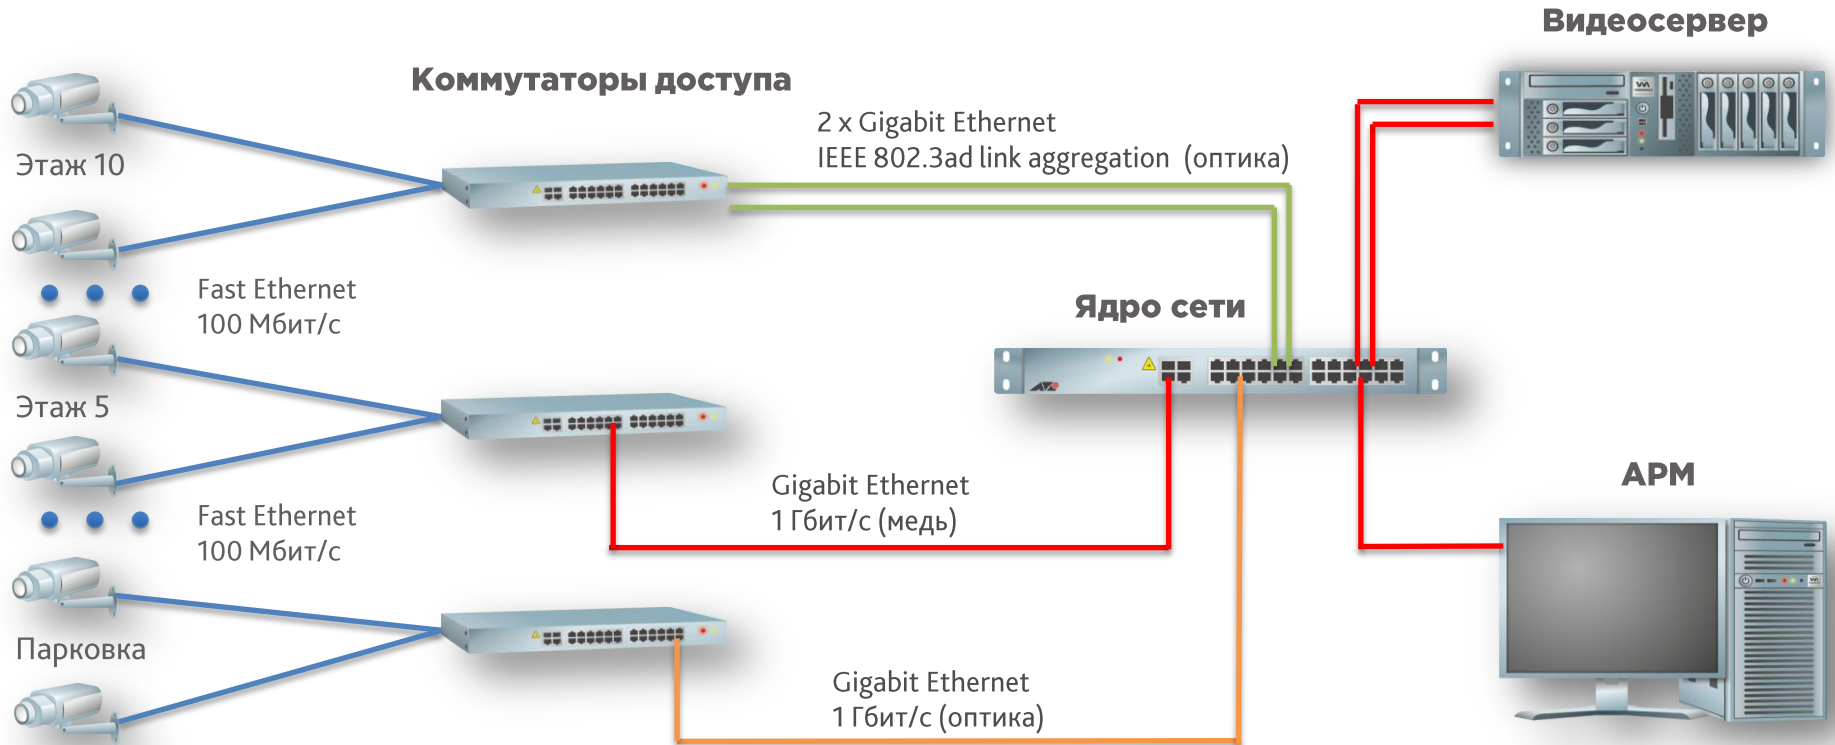 Видеосервер
Коммутаторы доступа
2 x Gigabit Ethernet
IEEE 802.3ad link aggregation (оптика)
Этаж 10
Fast Ethernet
100 Мбит/с
Ядро сети
Этаж 5
Gigabit Ethernet
1 Гбит/с (медь)
АРМ
Fast Ethernet
100 Мбит/с
Парковка
Gigabit Ethernet
1 Гбит/с (оптика)